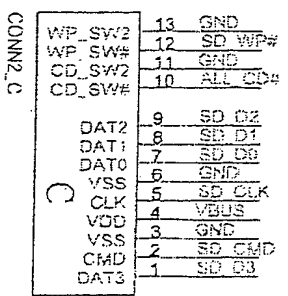 CONN2_C
WP_SW2 13 GND
WP_SW# 12 SD_WP#
CD_SW2 11 GND
CD_SW# 10 ALL_CD#
DAT2 9 SD_D2
DAT1 8 SD_D1
DAT0 7 SD_D0
VSS 6 GND
CLK 5 SD_CLK
VDD 4 VBUS
VSS 3 GND
CMD 2 SD_CMD
DAT3 1 SD_D3
C